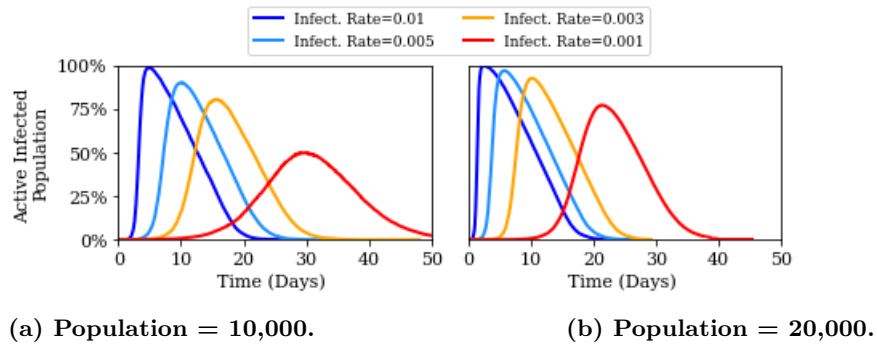 Infect. Rate=0.01
Infect. Rate=0.003
Infect. Rate=0.005
Infect. Rate=0.001
Active Infected
Population
100%
75%
50%
25%
0%
0 10 20 30 40 50
Time (Days)
0 10 20 30 40 50
Time (Days)
(a) Population = 10,000.
(b) Population = 20,000.